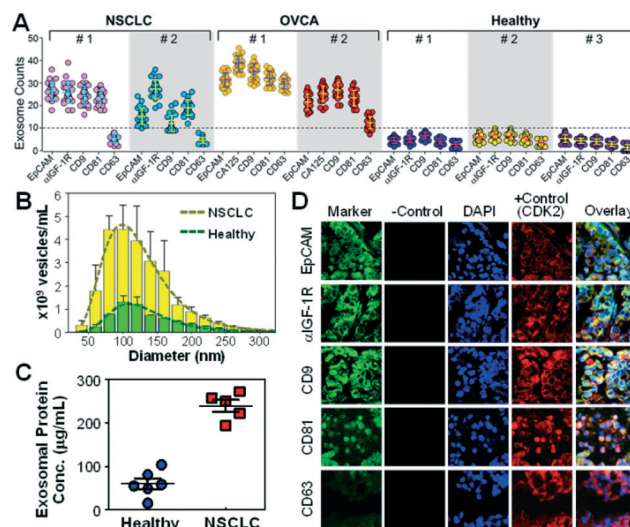 A
NSCLC OVCA Healthy
# 1 # 2 # 1 # 2 # 1 # 2 # 3
Exosome Counts
50
40
30
20
10
0
EpCAM αIGF-1R CD9 CD81 CD63 EpCAM αIGF-1R CD9 CD81 CD63 EpCAM CA125 CD9 CD81 CD63 EpCAM CA125 CD9 CD81 CD63 EpCAM αIGF-1R CD9 CD81 CD63 EpCAM αIGF-1R CD9 CD81 CD63 EpCAM αIGF-1R CD9 CD81 CD63
B
NSCLC
Healthy
x10⁹ vesicles/mL
6
5
4
3
2
1
0
50 100 150 200 250 300
Diameter (nm)
C
Exosomal Protein
Conc. (µg/mL)
300
200
100
0
Healthy NSCLC
D
Marker -Control DAPI +Control (CDK2) Overlay
EpCAM
αIGF-1R
CD9
CD81
CD63